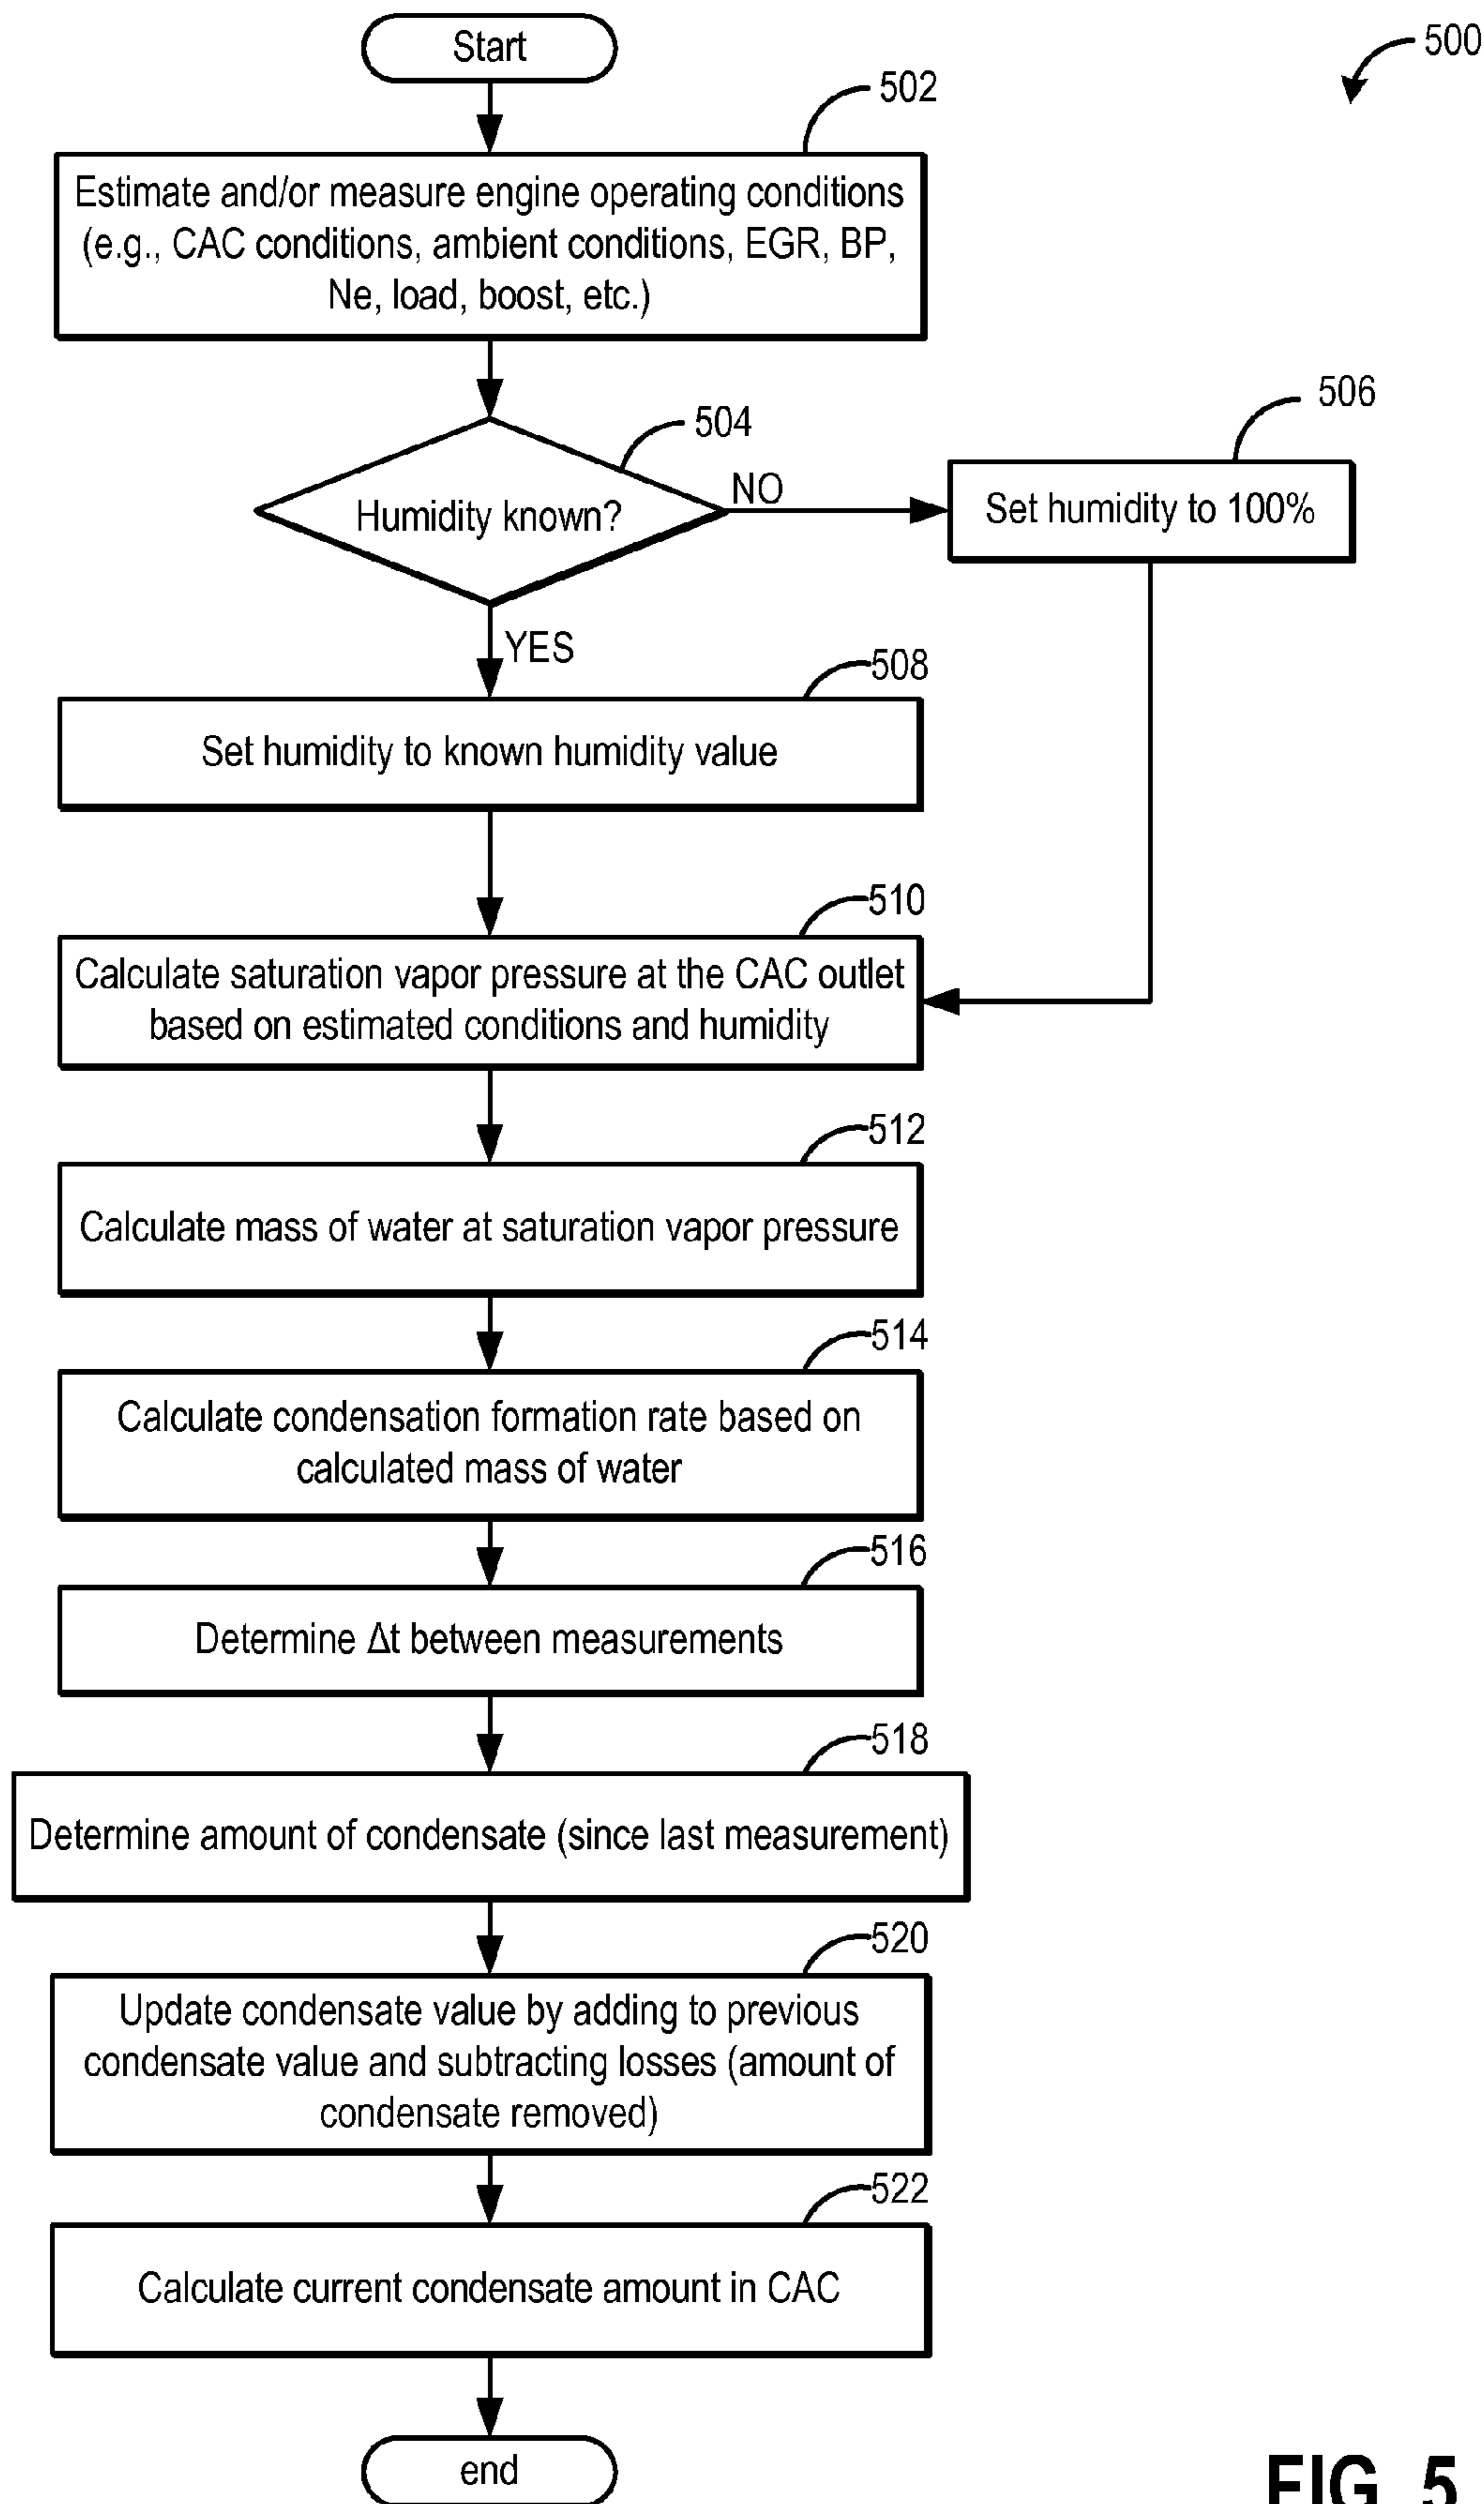 Start
500
502
Estimate and/or measure engine operating conditions
(e.g., CAC conditions, ambient conditions, EGR, BP,
Ne, load, boost, etc.)
504
506
Humidity known?
NO
Set humidity to 100%
YES
508
Set humidity to known humidity value
510
Calculate saturation vapor pressure at the CAC outlet
based on estimated conditions and humidity
512
Calculate mass of water at saturation vapor pressure
514
Calculate condensation formation rate based on
calculated mass of water
516
Determine Δt between measurements
518
Determine amount of condensate (since last measurement)
520
Update condensate value by adding to previous
condensate value and subtracting losses (amount of
condensate removed)
522
Calculate current condensate amount in CAC
end
FIG. 5